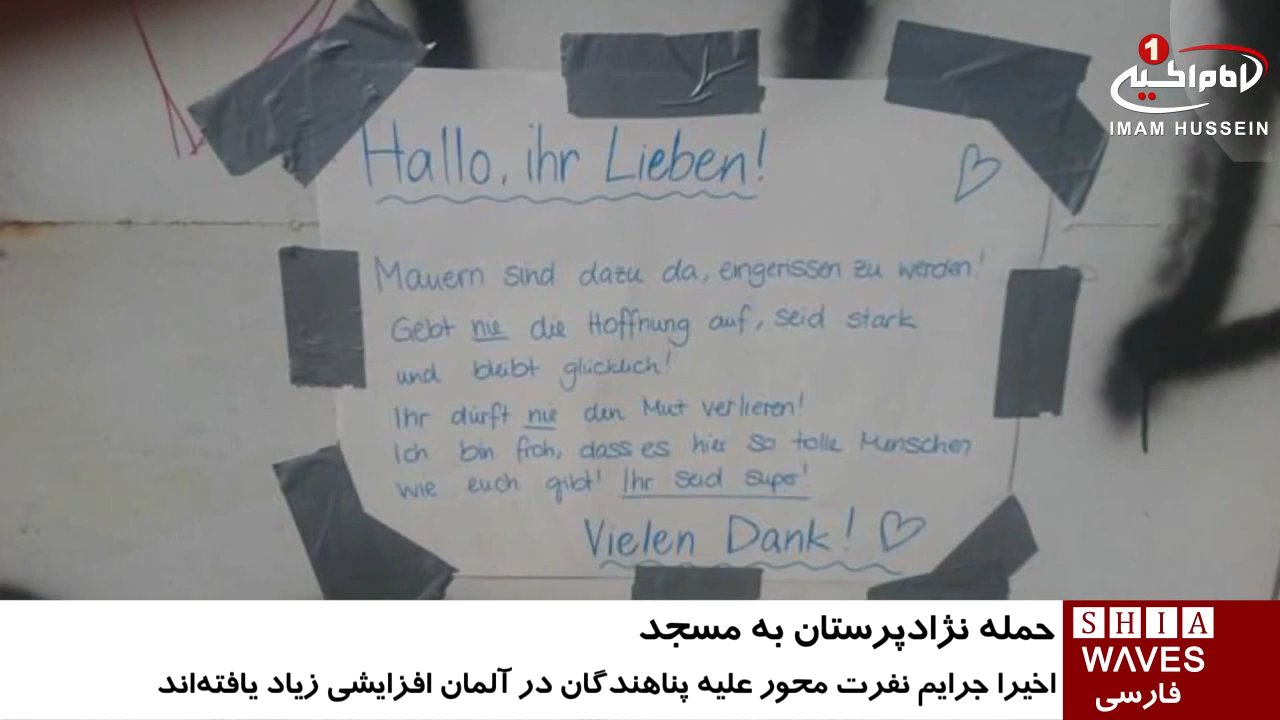 1
امام حسین
IMAM HUSSEIN
Hallo, ihr Lieben!
Mauern sind dazu da, eingerissen zu werden!
Gebt nie die Hoffnung auf, seid stark
und bleibt glücklich!
Ihr dürft nie den Mut verlieren!
Ich bin froh, dass es hier so tolle Menschen
wie euch gibt! Ihr seid super!
Vielen Dank!
حمله نژادپرستان به مسجد
اخیرا جرایم نفرت محور علیه پناهندگان در آلمان افزایشی زیاد یافته‌اند
SHIA
WAVES
فارسی